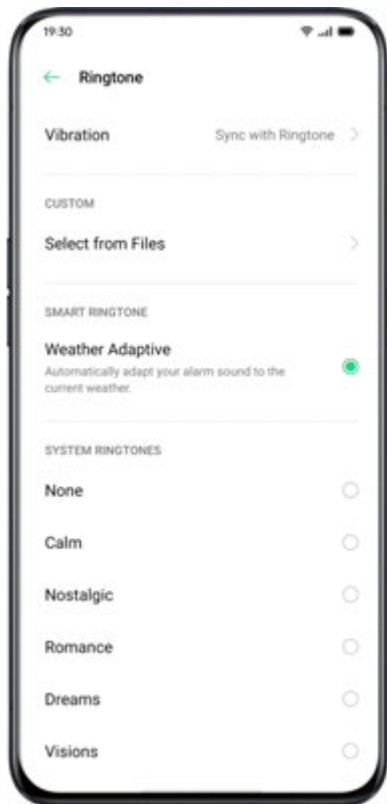 19:30
Ringtone
Vibration Sync with Ringtone
CUSTOM
Select from Files
SMART RINGTONE
Weather Adaptive
Automatically adapt your alarm sound to the
current weather.
SYSTEM RINGTONES
None
Calm
Nostalgic
Romance
Dreams
Visions